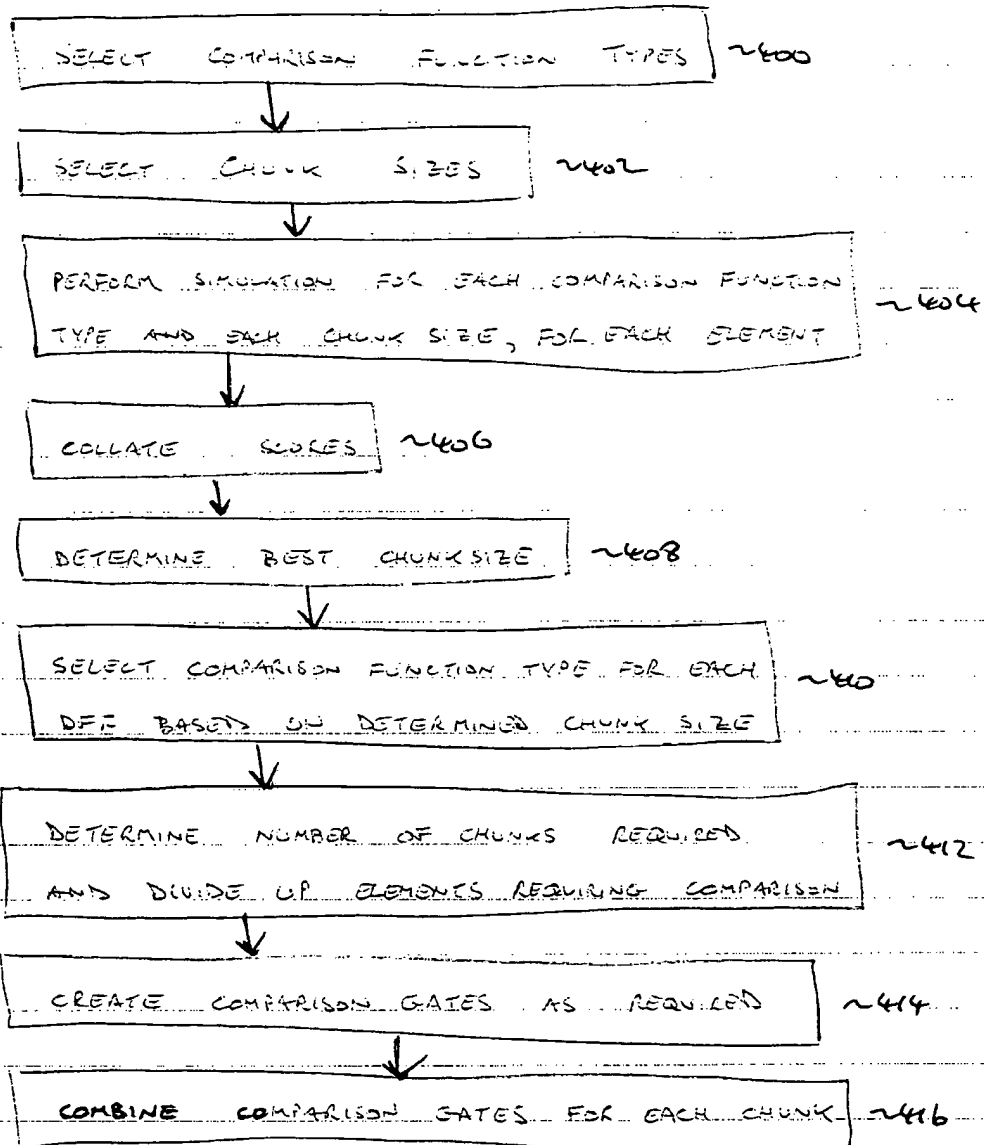 SELECT COMPARISON FUNCTION TYPES ~400
SELECT CHUNK SIZES ~402
PERFORM SIMULATION FOR EACH COMPARISON FUNCTION
TYPE AND EACH CHUNK SIZE, FOR EACH ELEMENT ~404
COLLATE SCORES ~406
DETERMINE BEST CHUNKSIZE ~408
SELECT COMPARISON FUNCTION TYPE FOR EACH
DFF BASED ON DETERMINED CHUNK SIZE ~410
DETERMINE NUMBER OF CHUNKS REQUIRED
AND DIVIDE UP ELEMENTS REQUIRING COMPARISON ~412
CREATE COMPARISON GATES AS REQUIRED ~414
COMBINE COMPARISON GATES FOR EACH CHUNK ~416